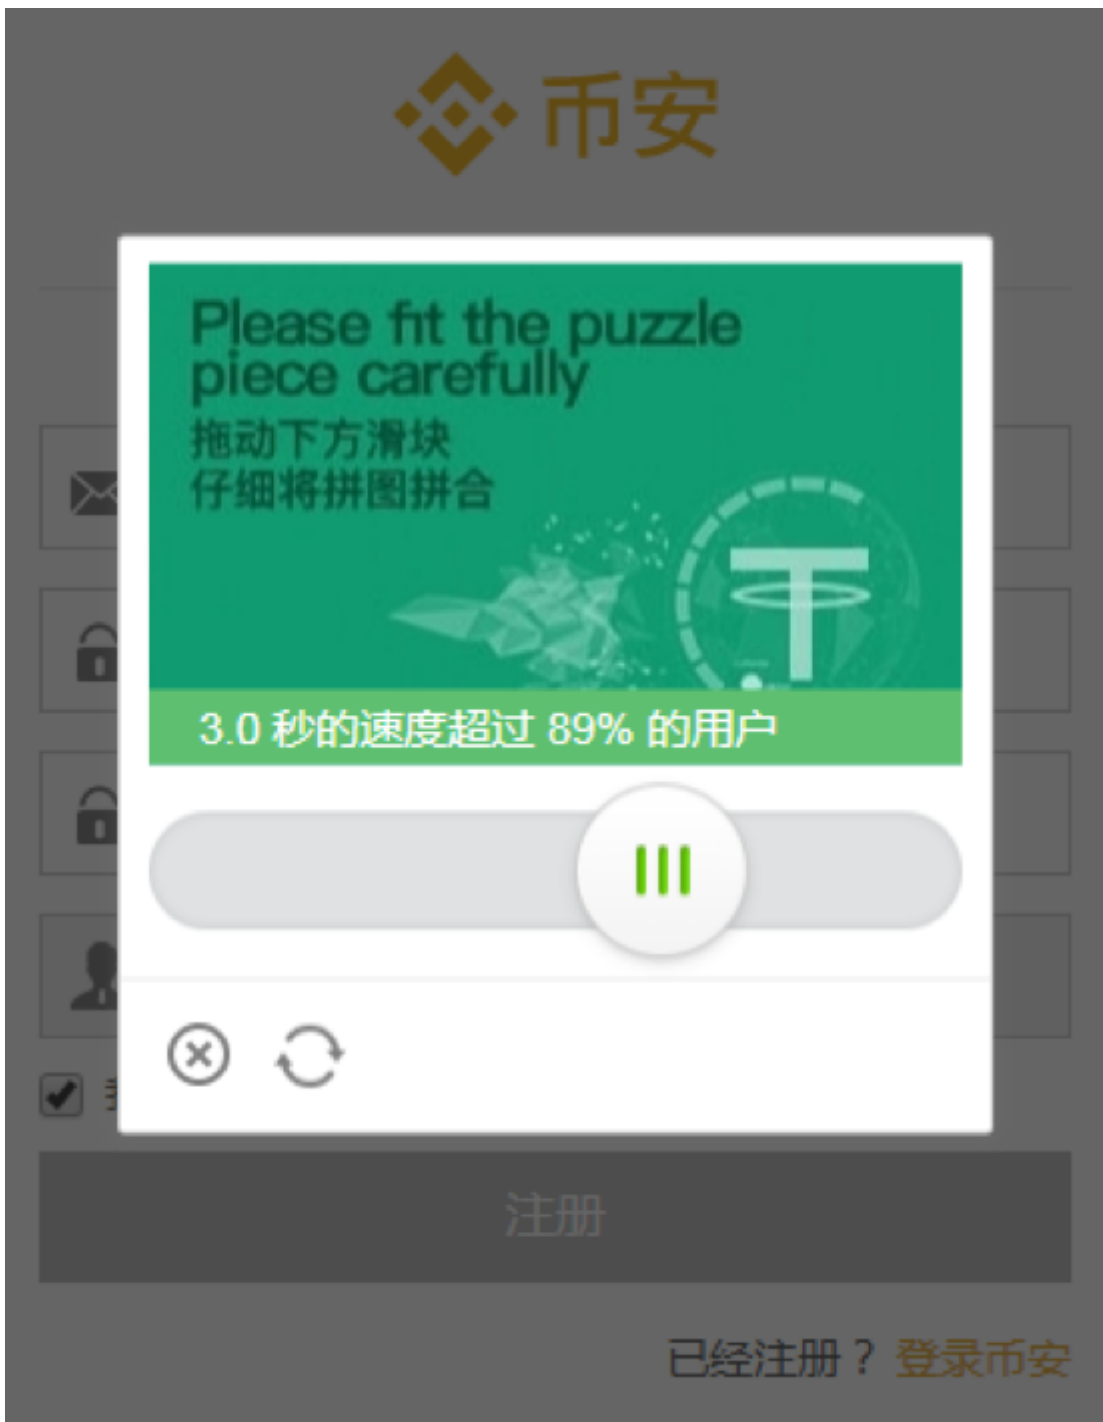 币安
Please fit the puzzle
piece carefully
拖动下方滑块
仔细将拼图拼合
3.0 秒的速度超过 89% 的用户
注册
已经注册？ 登录币安